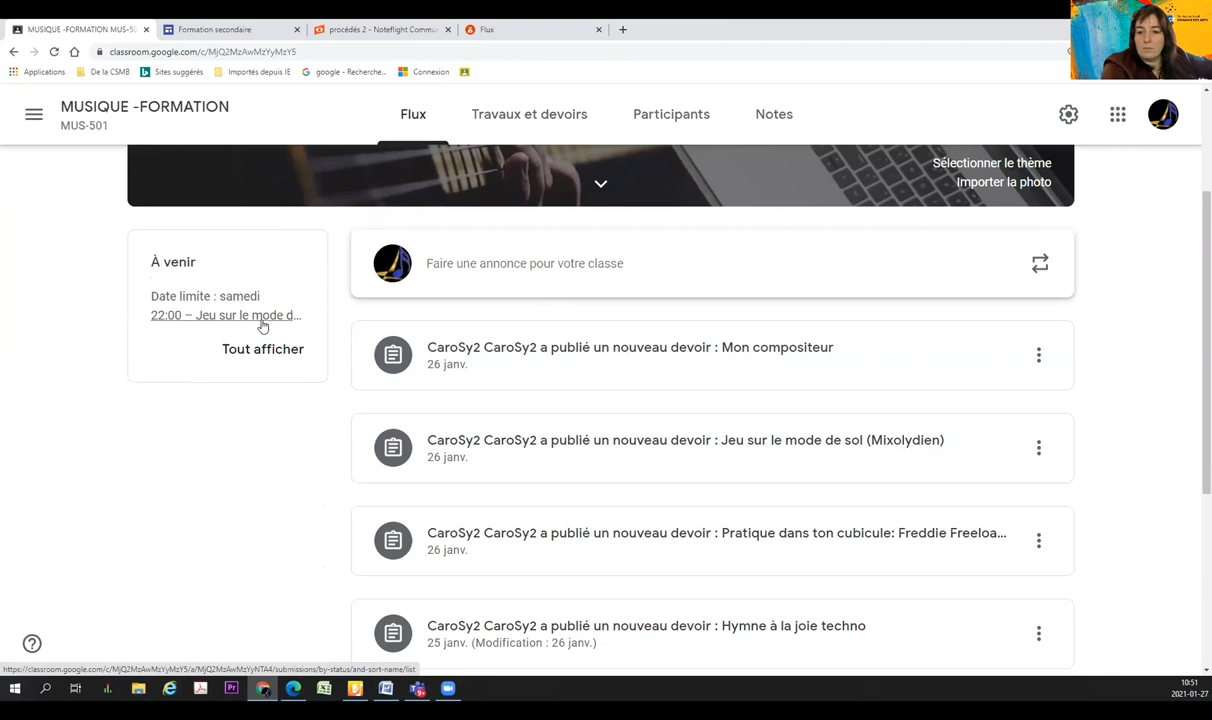 MUSIQUE -FORMATION MUS-50
Formation secondaire
procédés 2 - Noteflight Commu
Flux
classroom.google.com/c/MjQ2MzAwMzYyMzY5
Applications
De la CSMB
Sites suggérés
Importés depuis IE
google - Recherche...
Connexion
MUSIQUE -FORMATION
MUS-501
Flux
Travaux et devoirs
Participants
Notes
Sélectionner le thème
Importer la photo
À venir
Date limite : samedi
22:00 – Jeu sur le mode d...
Tout afficher
Faire une annonce pour votre classe
CaroSy2 CaroSy2 a publié un nouveau devoir : Mon compositeur
26 janv.
CaroSy2 CaroSy2 a publié un nouveau devoir : Jeu sur le mode de sol (Mixolydien)
26 janv.
CaroSy2 CaroSy2 a publié un nouveau devoir : Pratique dans ton cubicule: Freddie Freeloa...
26 janv.
CaroSy2 CaroSy2 a publié un nouveau devoir : Hymne à la joie techno
25 janv. (Modification : 26 janv.)
https://classroom.google.com/c/MjQ2MzAwMzYyMzY5/a/MjQ2MzAwMzYyNTA4/submissions/by-status/and-sort-name/list
10:51
2021-01-27